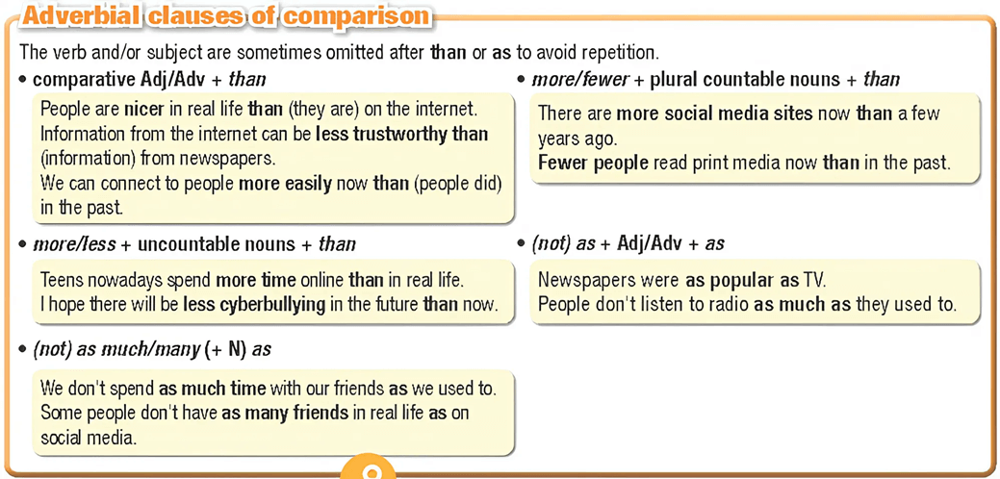 Adverbial clauses of comparison
The verb and/or subject are sometimes omitted after than or as to avoid repetition.
• comparative Adj/Adv + than
People are nicer in real life than (they are) on the internet.
Information from the internet can be less trustworthy than
(information) from newspapers.
We can connect to people more easily now than (people did)
in the past.
• more/fewer + plural countable nouns + than
There are more social media sites now than a few
years ago.
Fewer people read print media now than in the past.
• more/less + uncountable nouns + than
Teens nowadays spend more time online than in real life.
I hope there will be less cyberbullying in the future than now.
• (not) as + Adj/Adv + as
Newspapers were as popular as TV.
People don't listen to radio as much as they used to.
• (not) as much/many (+ N) as
We don't spend as much time with our friends as we used to.
Some people don't have as many friends in real life as on
social media.